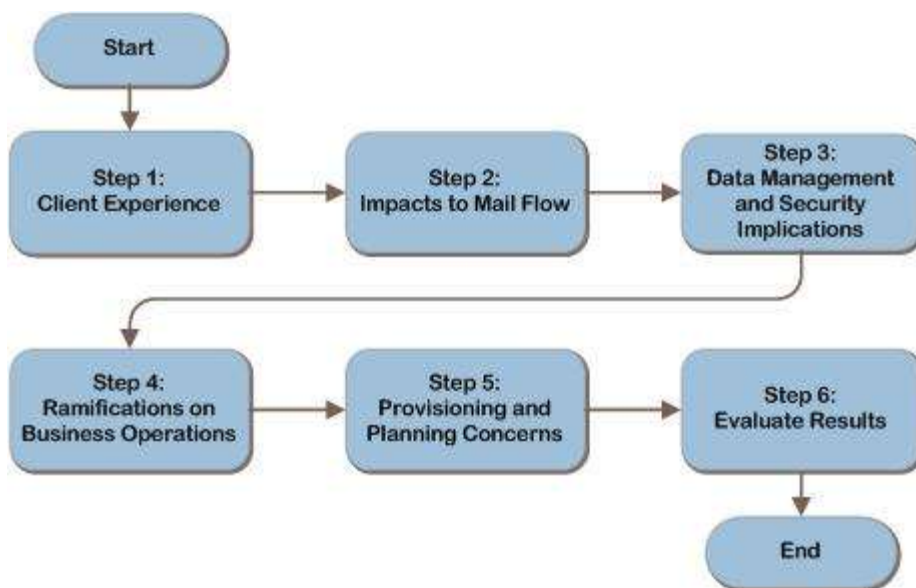 Start
Step 1:
Client Experience
Step 2:
Impacts to Mail Flow
Step 3:
Data Management
and Security
Implications
Step 4:
Ramifications on
Business Operations
Step 5:
Provisioning and
Planning Concerns
Step 6:
Evaluate Results
End